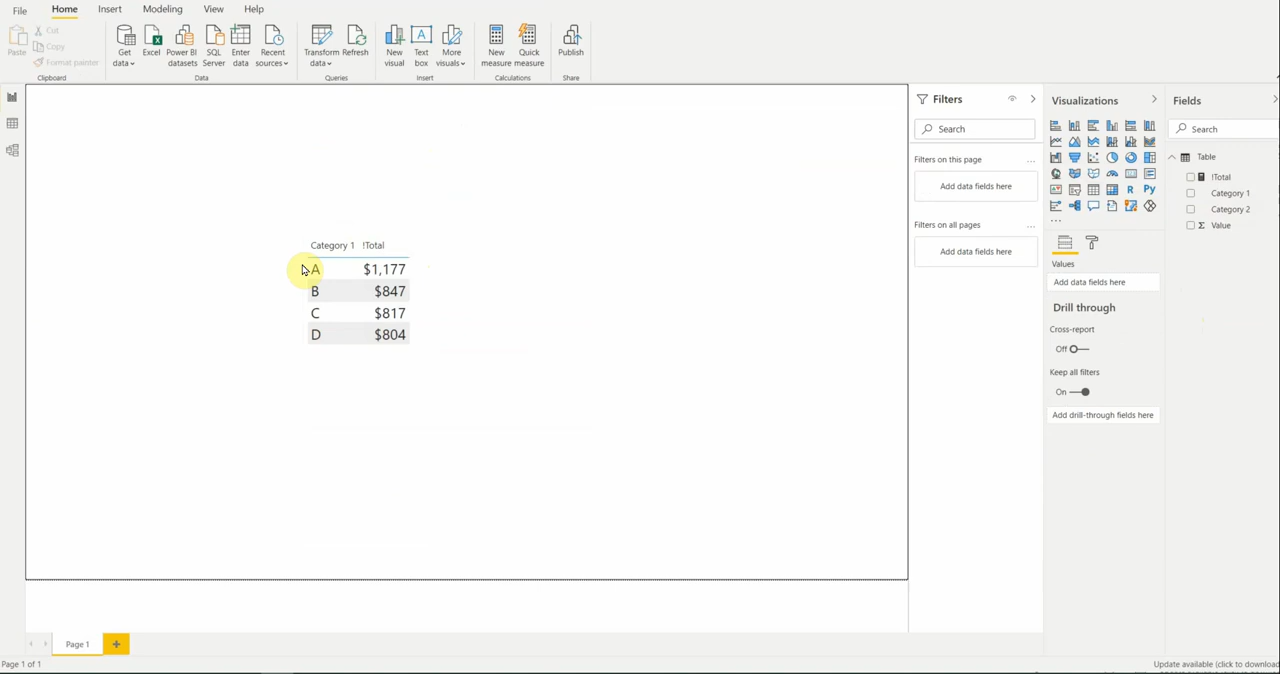 File Home Insert Modeling View Help
Paste
Cut
Copy
Format painter
Clipboard
Get data
Excel
Power BI datasets
SQL Server
Enter data
Recent sources
Data
Transform data
Refresh
Queries
New visual
Text box
More visuals
Insert
New measure
Quick measure
Calculations
Publish
Share
Category 1 !Total
A $1,177
B $847
C $817
D $804
Filters
Search
Filters on this page
...
Add data fields here
Filters on all pages
...
Add data fields here
Visualizations
R Py
...
Values
Add data fields here
Drill through
Cross-report
Off
Keep all filters
On
Add drill-through fields here
Fields
Search
Table
!Total
Category 1
Category 2
Σ Value
Page 1
+
Page 1 of 1
Update available (click to download